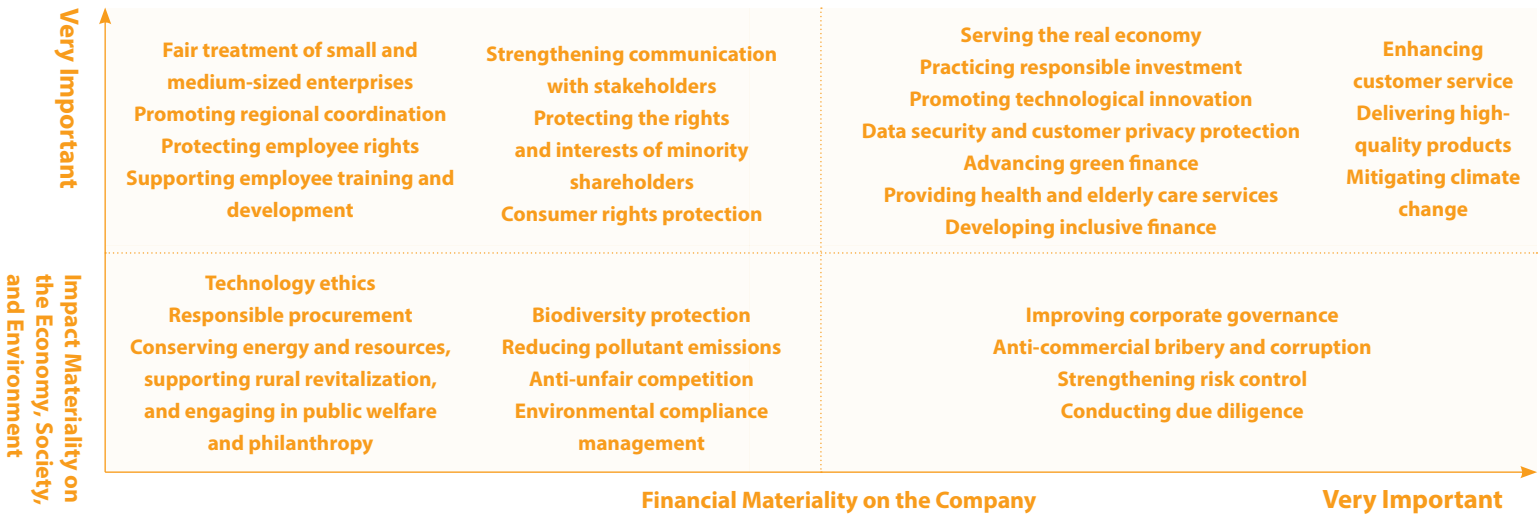 Very Important
Fair treatment of small and
medium-sized enterprises
Promoting regional coordination
Protecting employee rights
Supporting employee training and
development
Strengthening communication
with stakeholders
Protecting the rights
and interests of minority
shareholders
Consumer rights protection
Serving the real economy
Practicing responsible investment
Promoting technological innovation
Data security and customer privacy protection
Advancing green finance
Providing health and elderly care services
Developing inclusive finance
Enhancing
customer service
Delivering high-
quality products
Mitigating climate
change
Impact Materiality on
the Economy, Society,
and Environment
Technology ethics
Responsible procurement
Conserving energy and resources,
supporting rural revitalization,
and engaging in public welfare
and philanthropy
Biodiversity protection
Reducing pollutant emissions
Anti-unfair competition
Environmental compliance
management
Improving corporate governance
Anti-commercial bribery and corruption
Strengthening risk control
Conducting due diligence
Financial Materiality on the Company
Very Important